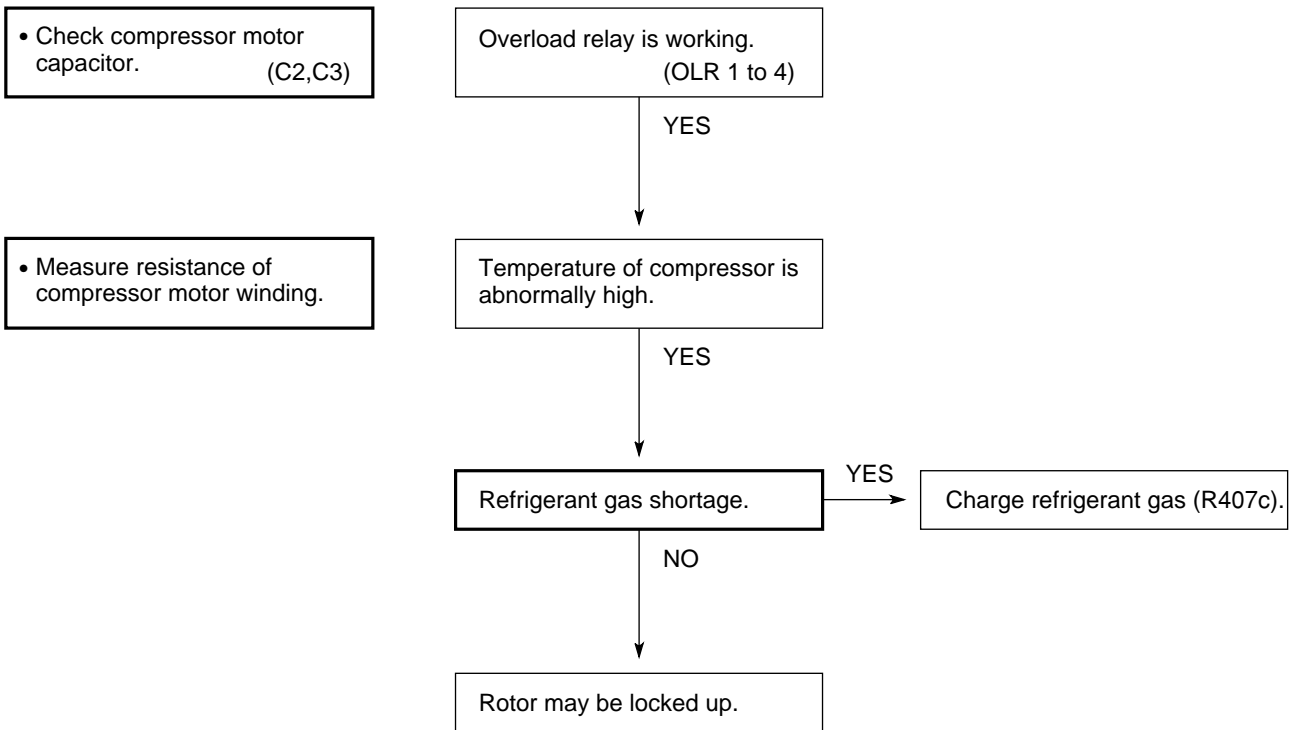 • Check compressor motor
capacitor.
(C2,C3)
Overload relay is working.
(OLR 1 to 4)
YES
• Measure resistance of
compressor motor winding.
Temperature of compressor is
abnormally high.
YES
Refrigerant gas shortage.
YES
Charge refrigerant gas (R407c).
NO
Rotor may be locked up.